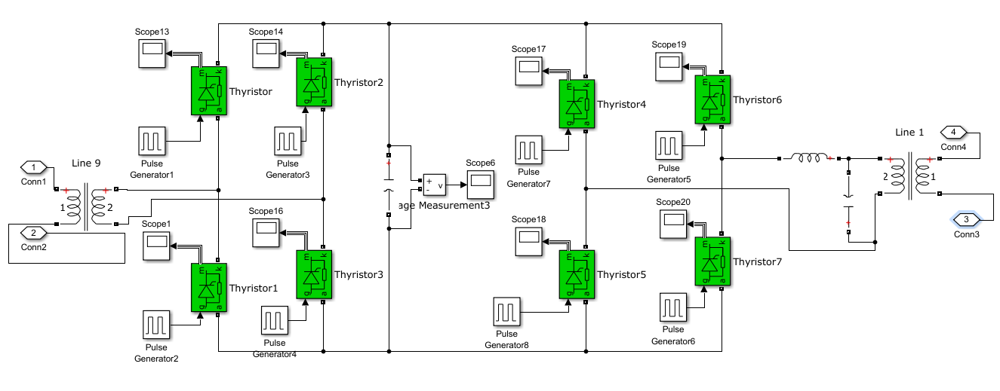 Scope13
Scope14
Thyristor
Thyristor2
m
k
g
a
m
k
g
a
Pulse
Generator1
Pulse
Generator3
Scope17
Scope19
Thyristor4
Thyristor6
m
k
g
a
m
k
g
a
Pulse
Generator7
Pulse
Generator5
Line 9
1
Conn1
+
+
1
2
2
Conn2
Scope6
+
-
v
+
age Measurement3
Line 1
4
Conn4
+
+
+
2
1
3
Conn3
+
Scope1
Scope16
Thyristor1
Thyristor3
m
k
g
a
m
k
g
a
Pulse
Generator2
Pulse
Generator4
Scope18
Scope20
Thyristor5
Thyristor7
m
k
g
a
m
k
g
a
Pulse
Generator8
Pulse
Generator6